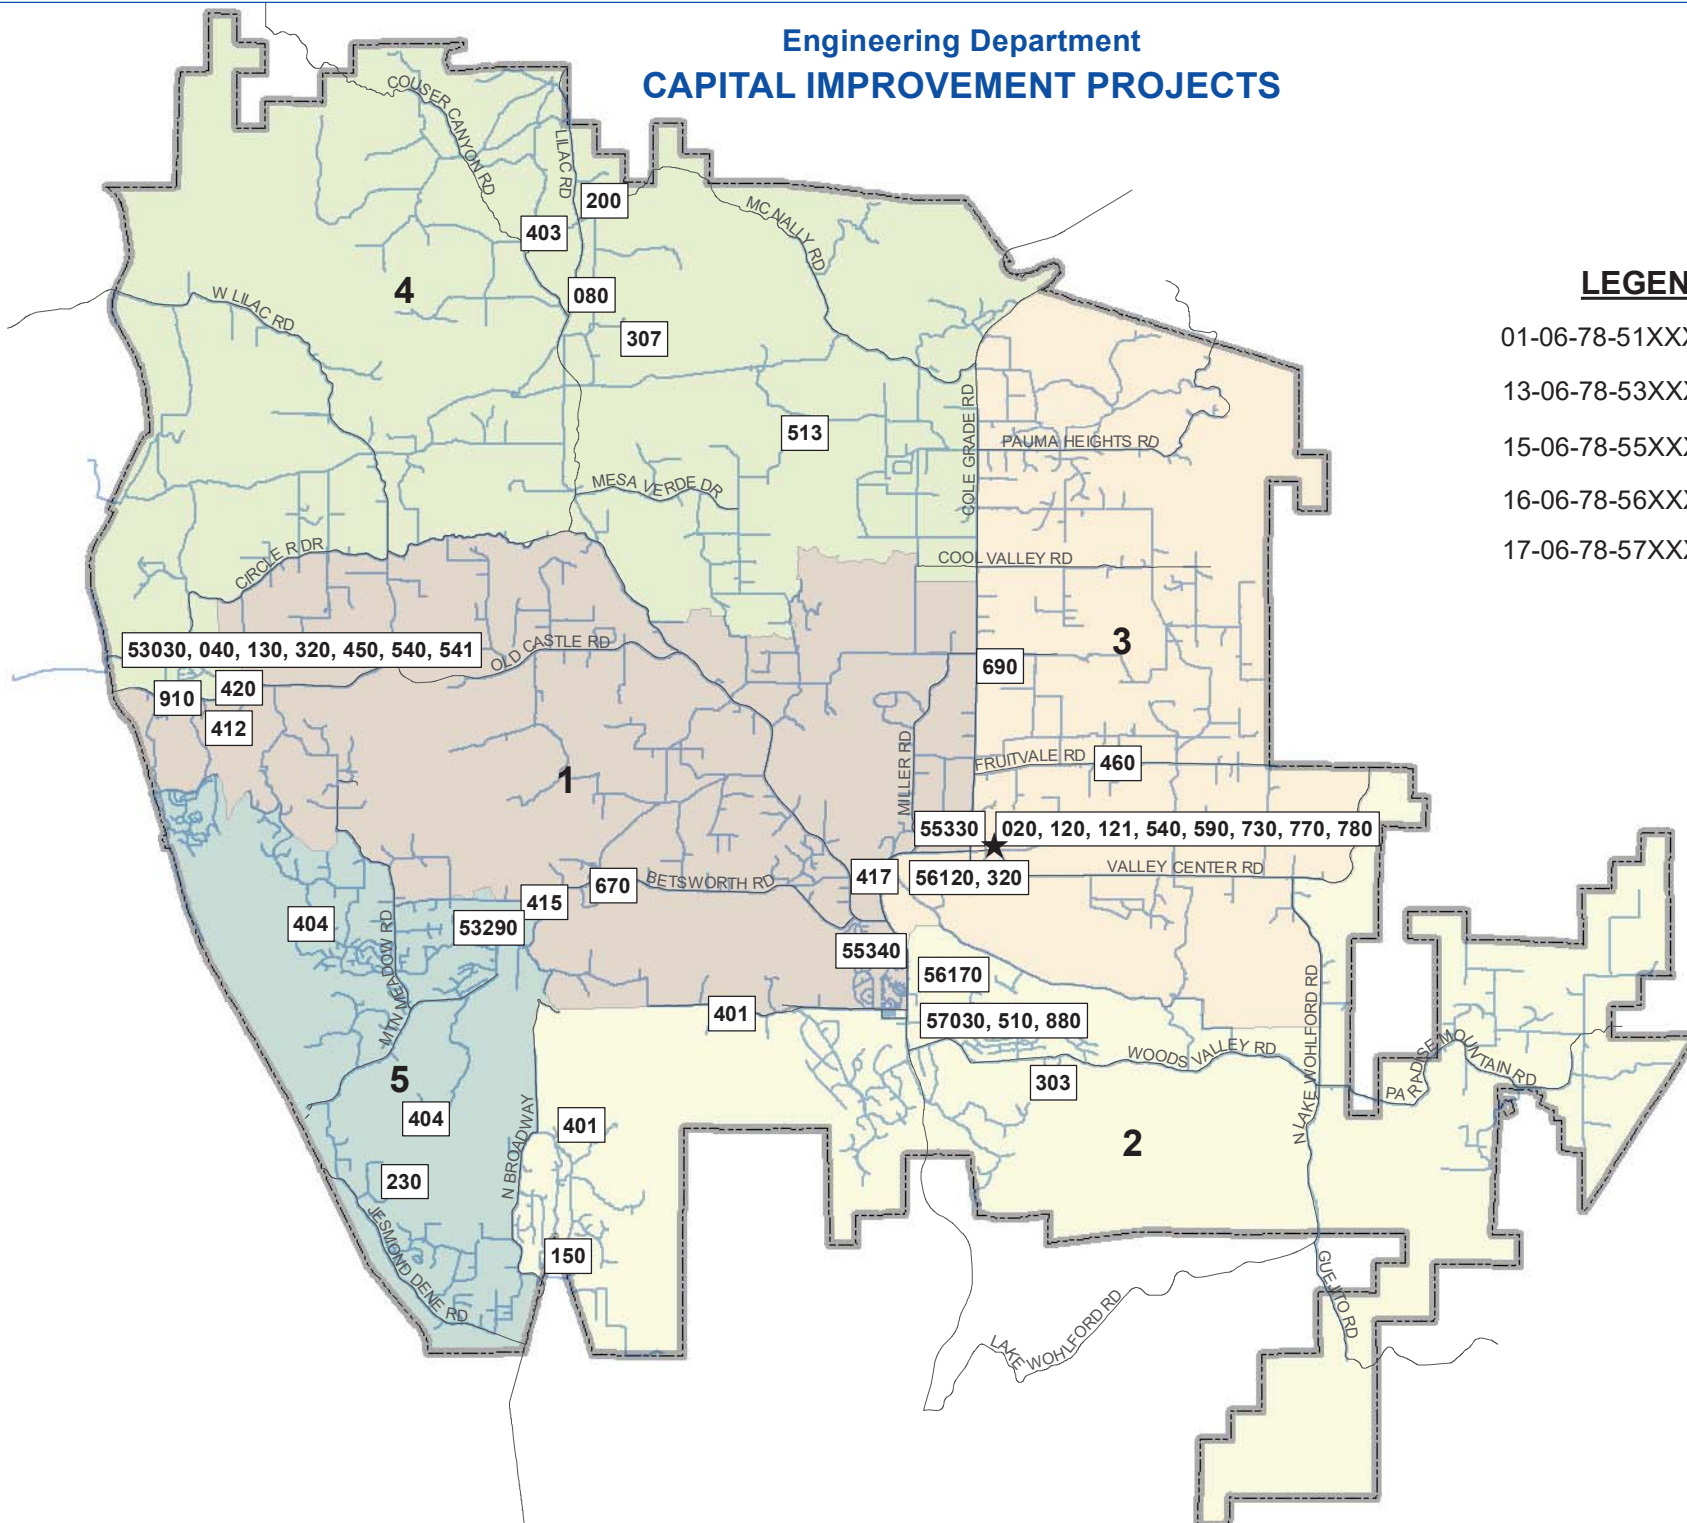 Engineering Department
CAPITAL IMPROVEMENT PROJECTS
COUSER CANYON RD
LILAC RD
200
MC NALLY RD
403
4
W LILAC RD
080
307
LEGEN
01-06-78-51XX
13-06-78-53XX
15-06-78-55XX
16-06-78-56XX
17-06-78-57XX
COLE GRADE RD
513
PAUMA HEIGHTS RD
MESA VERDE DR
CIRCLE R DR
COOL VALLEY RD
53030, 040, 130, 320, 450, 540, 541
OLD CASTLE RD
3
690
910
420
412
MILLER RD
FRUITVALE RD
460
1
55330
020, 120, 121, 540, 590, 730, 770, 780
417
56120, 320
VALLEY CENTER RD
670
BETSWORTH RD
415
404
53290
MTN MEADOW RD
55340
56170
N LAKE WOHLFORD RD
401
57030, 510, 880
WOODS VALLEY RD
PARADISE MOUNTAIN RD
5
303
404
N BROADWAY
401
2
230
JESMOND DENE RD
150
GUEJITO RD
LAKE WOHLFORD RD